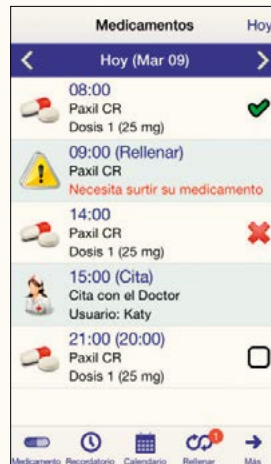 Medicamentos Hoy
Hoy (Mar 09)
08:00
Paxil CR
Dosis 1 (25 mg)
09:00 (Rellenar)
Paxil CR
Necesita surtir su medicamento
14:00
Paxil CR
Dosis 1 (25 mg)
15:00 (Cita)
Cita con el Doctor
Usuario: Katy
21:00 (20:00)
Paxil CR
Dosis 1 (25 mg)
1
Medicamento Recordatorio Calendario Rellenar Más